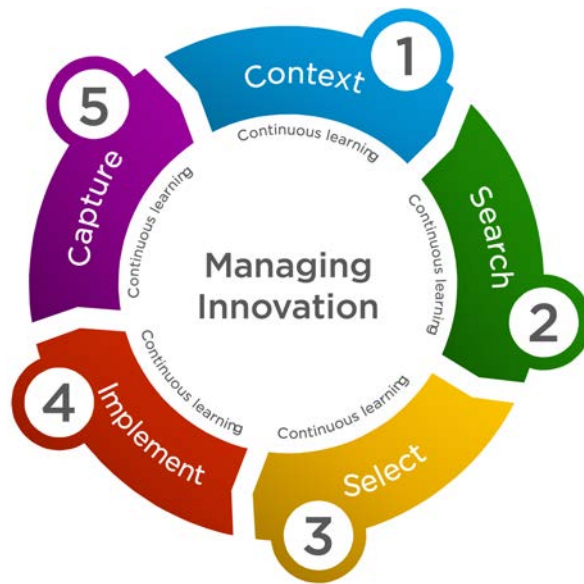 1
Context
Continuous learning
2
Search
Continuous learning
3
Select
Continuous learning
4
Implement
Continuous learning
5
Capture
Continuous learning
Managing
Innovation